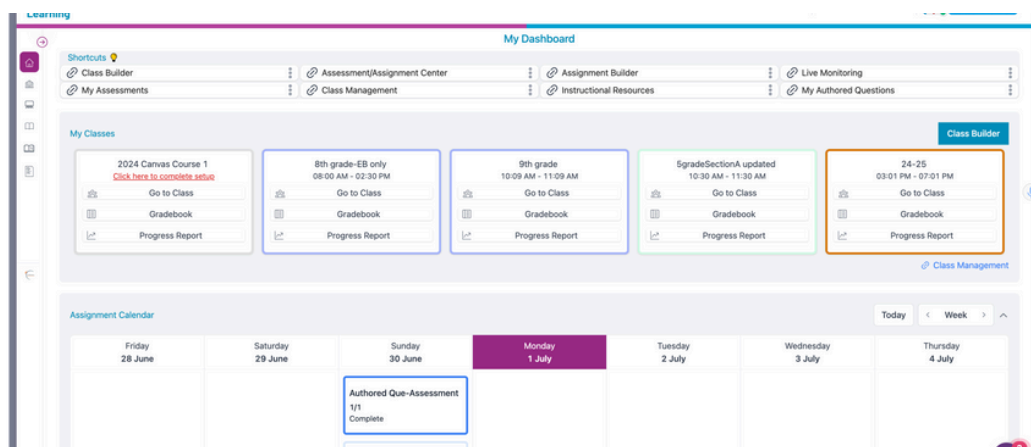 Learning
My Dashboard
Shortcuts
Class Builder
Assessment/Assignment Center
Assignment Builder
Live Monitoring
My Assessments
Class Management
Instructional Resources
My Authored Questions
My Classes
Class Builder
2024 Canvas Course 1
Click here to complete setup
Go to Class
Gradebook
Progress Report
8th grade-EB only
08:00 AM - 02:30 PM
Go to Class
Gradebook
Progress Report
9th grade
10:09 AM - 11:09 AM
Go to Class
Gradebook
Progress Report
5gradeSectionA updated
10:30 AM - 11:30 AM
Go to Class
Gradebook
Progress Report
24-25
03:01 PM - 07:01 PM
Go to Class
Gradebook
Progress Report
Class Management
Assignment Calendar
Today
Week
Friday
28 June
Saturday
29 June
Sunday
30 June
Monday
1 July
Tuesday
2 July
Wednesday
3 July
Thursday
4 July
Authored Que-Assessment
1/1
Complete